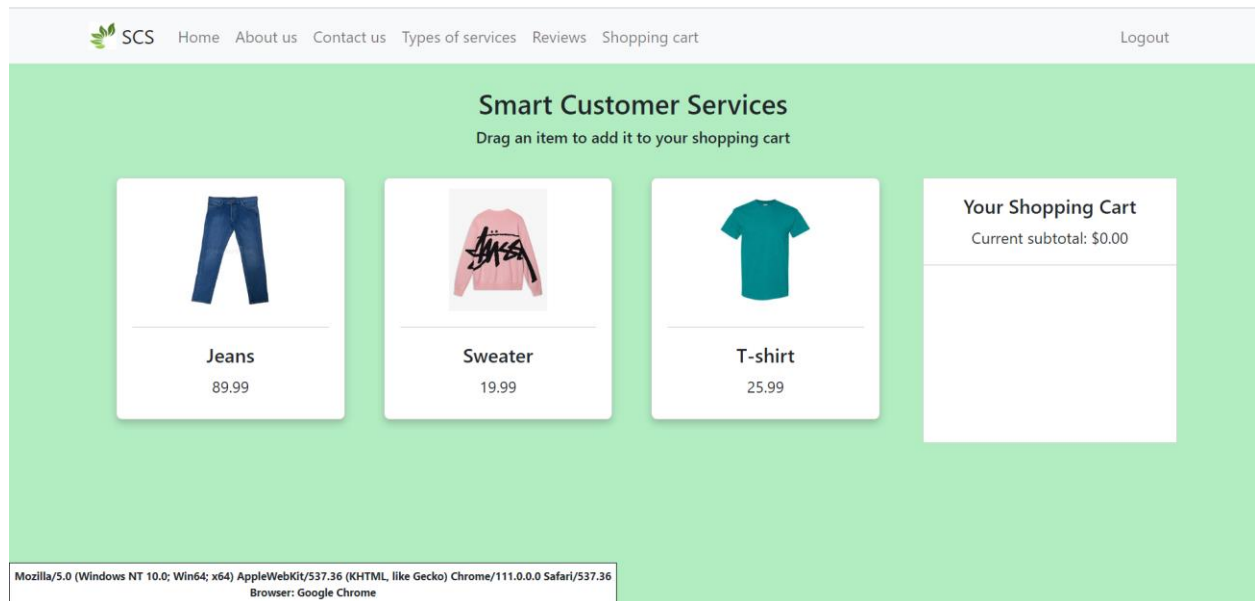 SCS Home About us Contact us Types of services Reviews Shopping cart Logout
Smart Customer Services
Drag an item to add it to your shopping cart
Jeans
89.99
Sweater
19.99
T-shirt
25.99
Your Shopping Cart
Current subtotal: $0.00
Mozilla/5.0 (Windows NT 10.0; Win64; x64) AppleWebKit/537.36 (KHTML, like Gecko) Chrome/111.0.0.0 Safari/537.36
Browser: Google Chrome